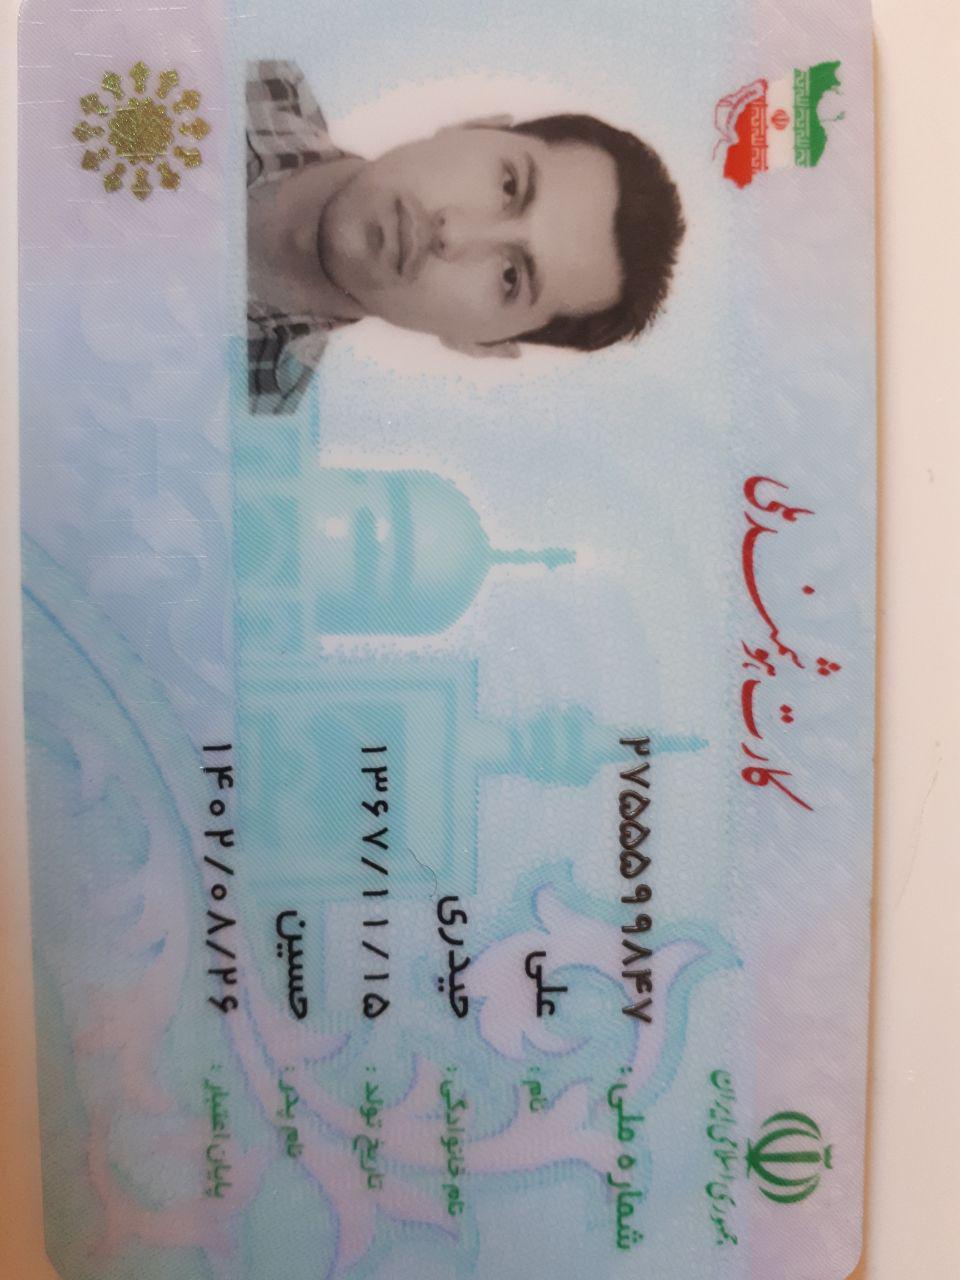 کارت هوشمند ملی
جمهوری اسلامی ایران
شماره ملی : ۲۷۵۵۵۹۹۸۴۷
نام : علی
نام خانوادگی : حیدری
تاریخ تولد : ۱۳۶۷/۱۱/۱۵
نام پدر : حسین
پایان اعتبار : ۱۴۰۲/۰۸/۲۶